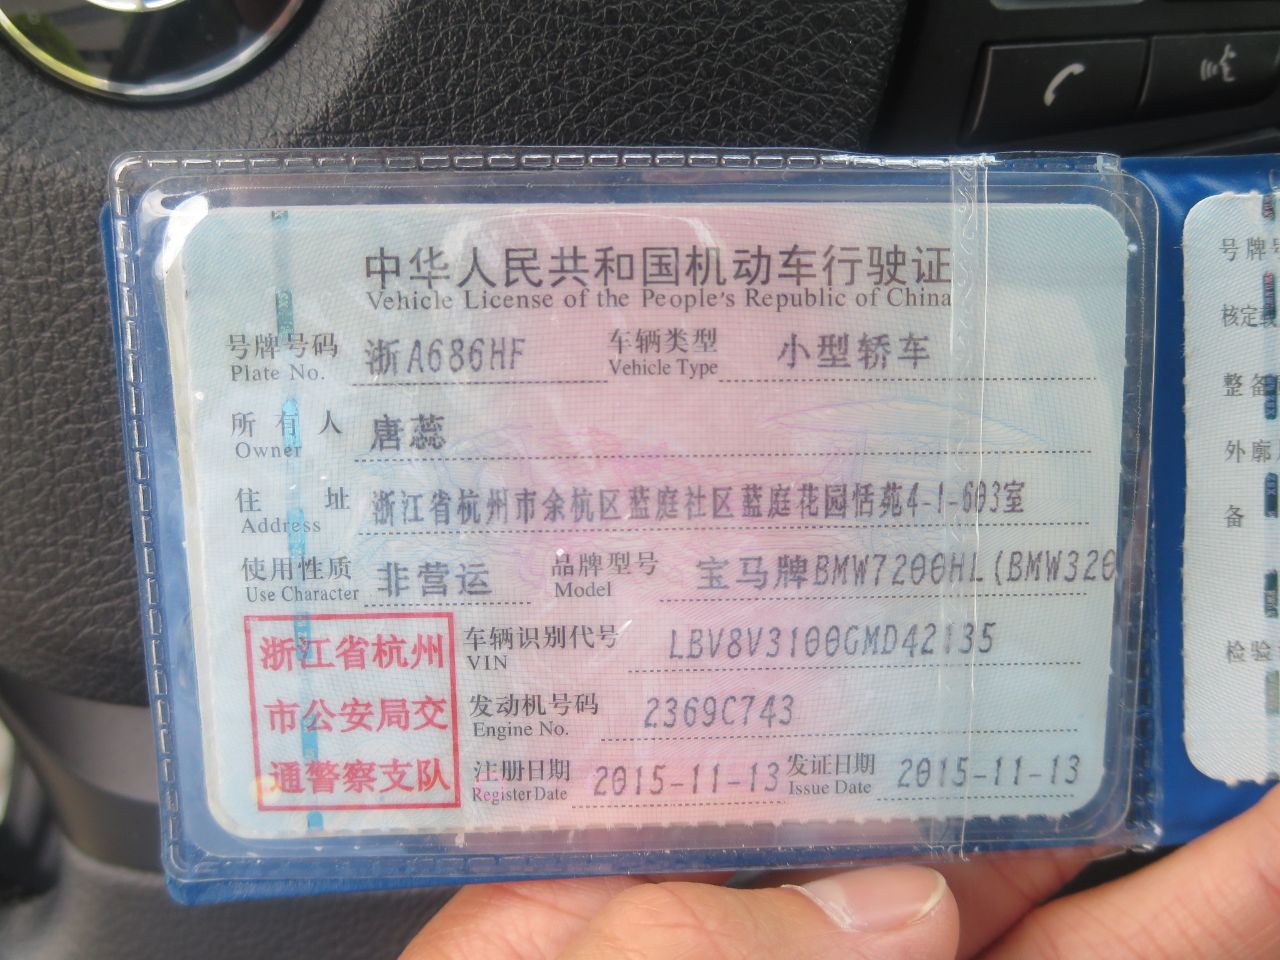 中华人民共和国机动车行驶证
Vehicle License of the People's Republic of China
号牌号码 浙A686HF 车辆类型 小型轿车
Plate No. Vehicle Type
所有人 唐蕊
Owner
住址 浙江省杭州市余杭区蓝庭社区蓝庭花园恬苑4-1-603室
Address
使用性质 非营运 品牌型号 宝马牌BMW7200HL(BMW320
Use Character Model
浙江省杭州
市公安局交
通警察支队
车辆识别代号 LBV8V3100GMD42135
VIN
发动机号码 2369C743
Engine No.
注册日期 2015-11-13 发证日期 2015-11-13
Register Date Issue Date
号牌号
核定载
整备
外廓
备
检验